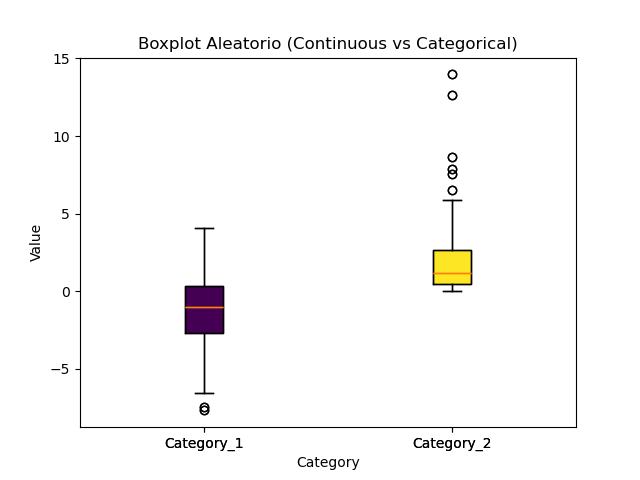 Boxplot Aleatorio (Continuous vs Categorical)
15
10
5
0
−5
Value
Category_1 Category_2
Category